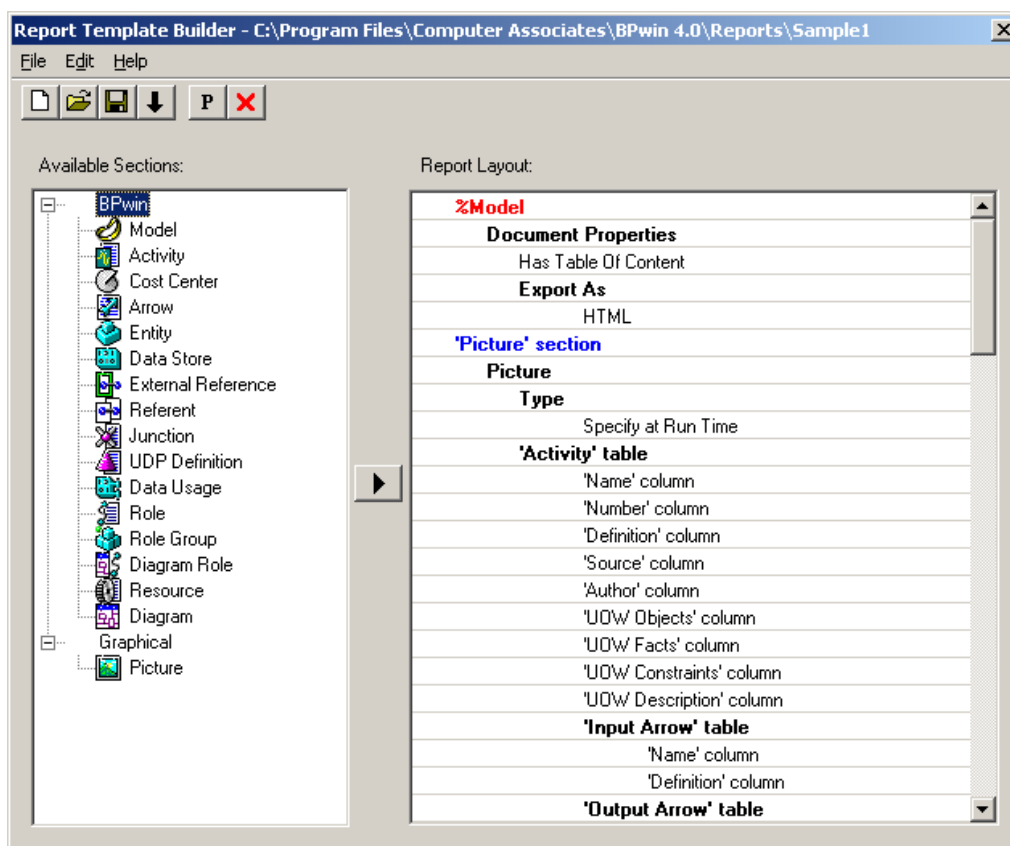 Report Template Builder - C:\Program Files\Computer Associates\BPwin 4.0\Reports\Sample1
File Edit Help
P
Available Sections:
BPwin
Model
Activity
Cost Center
Arrow
Entity
Data Store
External Reference
Referent
Junction
UDP Definition
Data Usage
Role
Role Group
Diagram Role
Resource
Diagram
Graphical
Picture
Report Layout:
%Model
Document Properties
Has Table Of Content
Export As
HTML
'Picture' section
Picture
Type
Specify at Run Time
'Activity' table
'Name' column
'Number' column
'Definition' column
'Source' column
'Author' column
'UOW Objects' column
'UOW Facts' column
'UOW Constraints' column
'UOW Description' column
'Input Arrow' table
'Name' column
'Definition' column
'Output Arrow' table